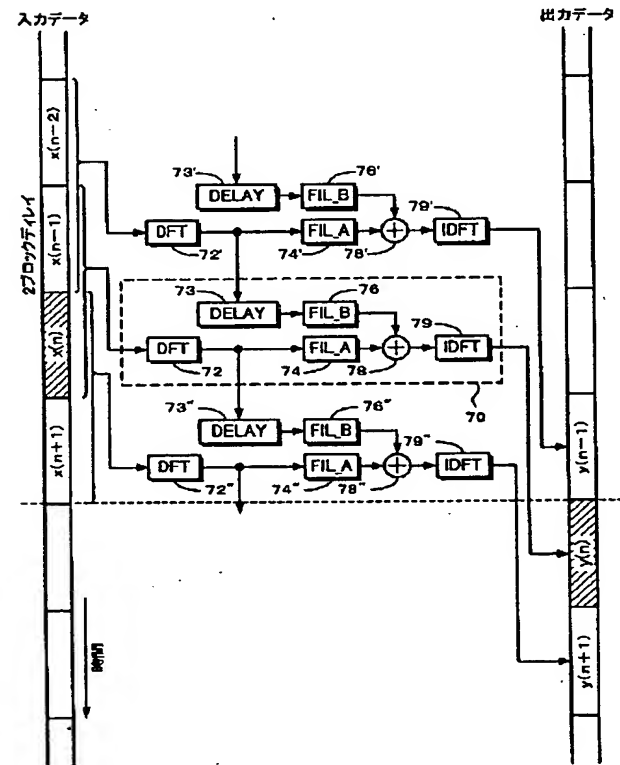 入力データ
出力データ
x(n−2)
x(n−1)
x(n)
x(n+1)
2ブロックディレイ
時間
73'
76'
79'
DELAY
FIL_B
DFT
FIL_A
+
IDFT
72'
74'
78'
73
76
79
DELAY
FIL_B
DFT
FIL_A
+
IDFT
72
74
78
70
73"
76"
79"
DELAY
FIL_B
DFT
FIL_A
+
IDFT
72"
74"
78"
y(n−1)
y(n)
y(n+1)